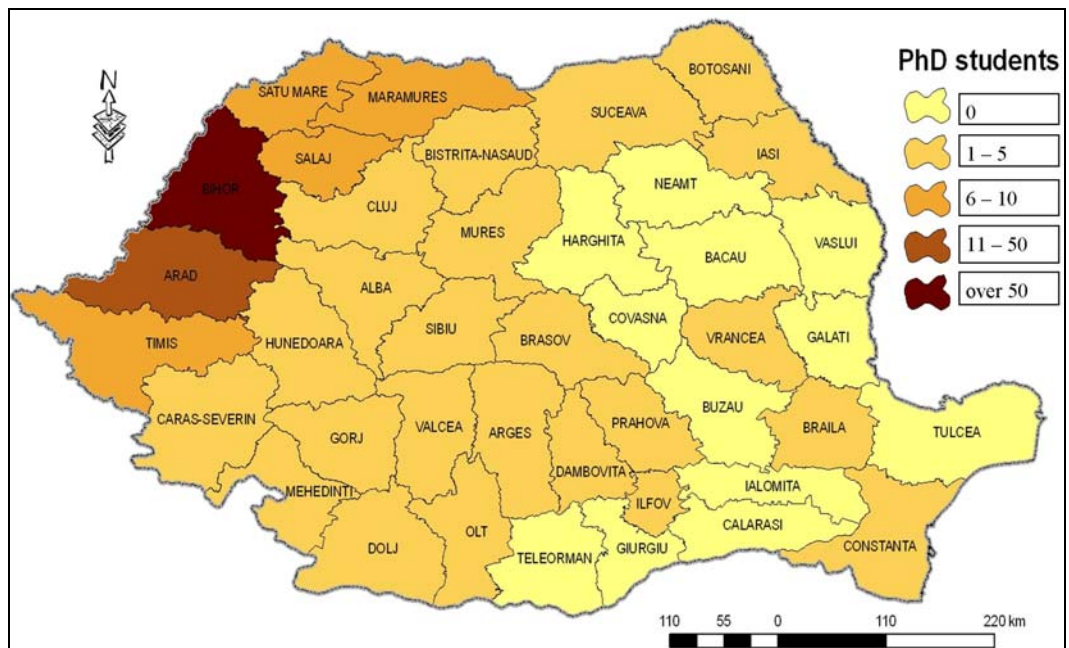 N
PhD students
0
1 – 5
6 – 10
11 – 50
over 50
BOTOSANI
SATU MARE
MARAMURES
SUCEAVA
IASI
SALAJ
BISTRITA-NASAUD
NEAMT
BIHOR
CLUJ
MURES
HARGHITA
BACAU
VASLUI
ARAD
ALBA
COVASNA
SIBIU
BRASOV
VRANCEA
GALATI
TIMIS
HUNEDOARA
BUZAU
CARAS-SEVERIN
GORJ
VALCEA
ARGES
PRAHOVA
BRAILA
TULCEA
DAMBOVITA
MEHEDINTI
IALOMITA
ILFOV
CALARASI
OLT
DOLJ
TELEORMAN
GIURGIU
CONSTANTA
110 55 0 110 220 km